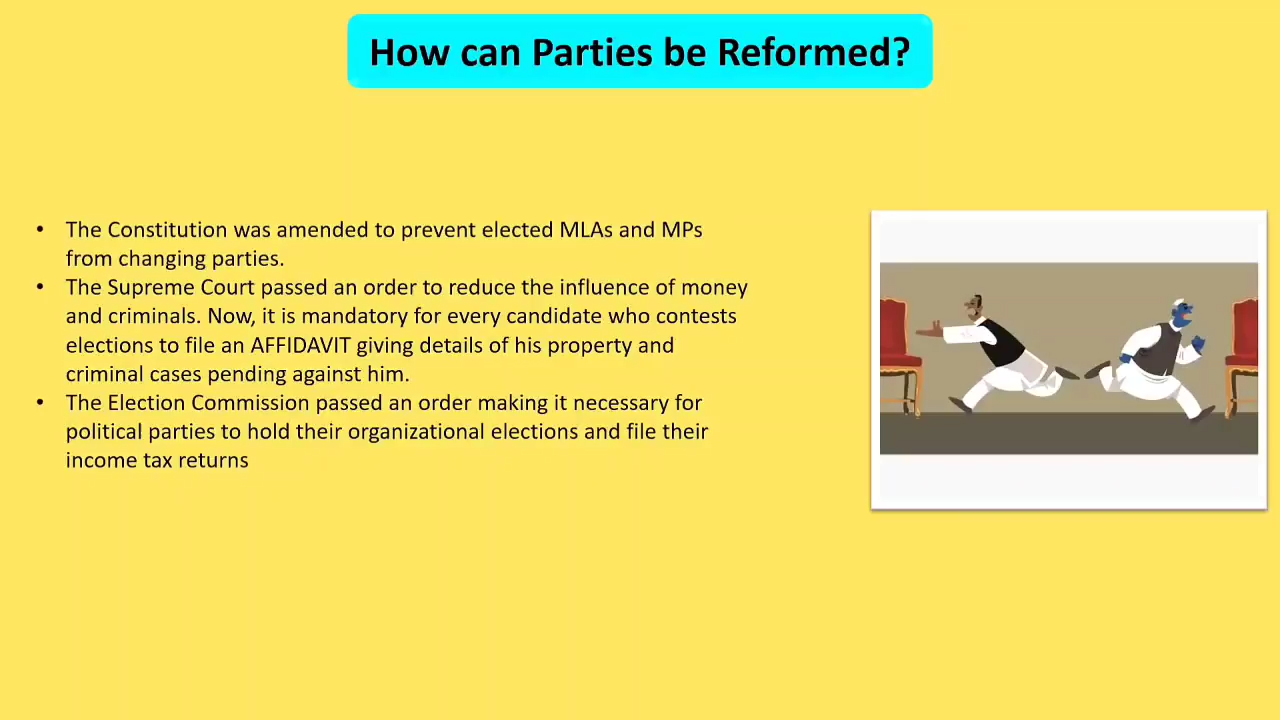 How can Parties be Reformed?
• The Constitution was amended to prevent elected MLAs and MPs
from changing parties.
• The Supreme Court passed an order to reduce the influence of money
and criminals. Now, it is mandatory for every candidate who contests
elections to file an AFFIDAVIT giving details of his property and
criminal cases pending against him.
• The Election Commission passed an order making it necessary for
political parties to hold their organizational elections and file their
income tax returns